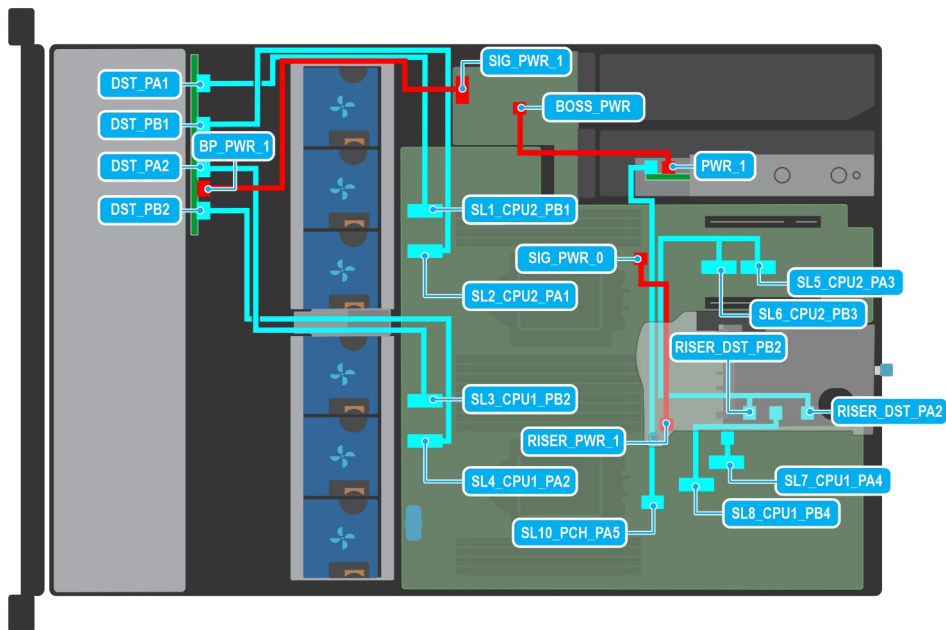 SIG_PWR_1
DST_PA1
BOSS_PWR
DST_PB1
BP_PWR_1
DST_PA2
PWR_1
DST_PB2
SL1_CPU2_PB1
SIG_PWR_0
SL5_CPU2_PA3
SL2_CPU2_PA1
SL6_CPU2_PB3
RISER_DST_PB2
SL3_CPU1_PB2
RISER_DST_PA2
RISER_PWR_1
SL4_CPU1_PA2
SL7_CPU1_PA4
SL8_CPU1_PB4
SL10_PCH_PA5